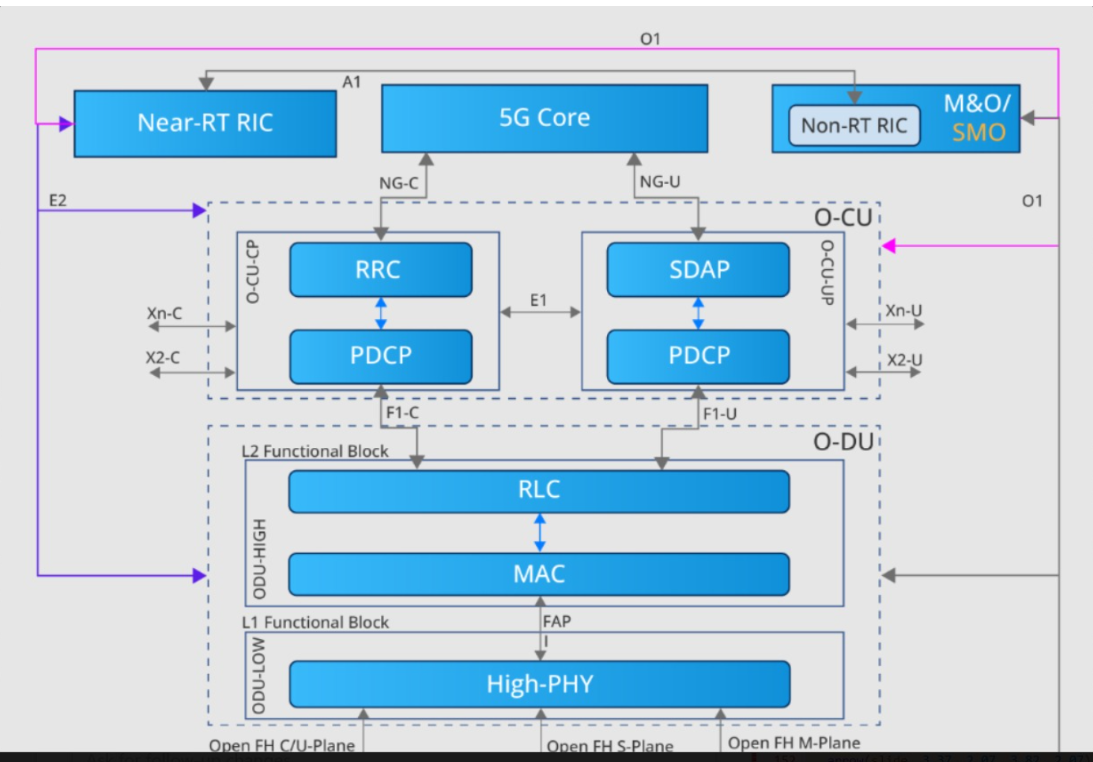 O1
A1
Near-RT RIC
5G Core
Non-RT RIC
M&O/
SMO
NG-C
NG-U
E2
O1
O-CU
O-CU-CP
RRC
SDAP
O-CU-UP
E1
Xn-C
Xn-U
PDCP
PDCP
X2-C
X2-U
F1-C
F1-U
O-DU
L2 Functional Block
RLC
ODU-HIGH
MAC
FAP
I
L1 Functional Block
ODU-LOW
High-PHY
Open FH C/U-Plane
Open FH S-Plane
Open FH M-Plane